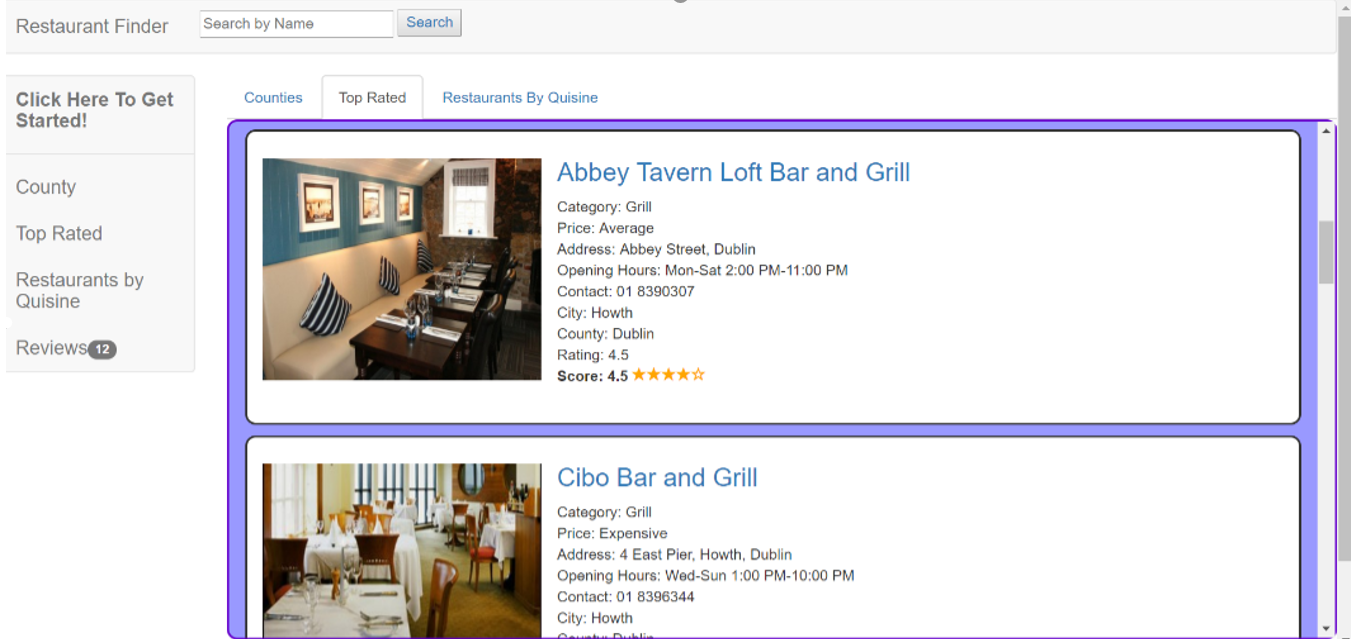 Restaurant Finder
Search by Name
Search
Click Here To Get
Started!
County
Top Rated
Restaurants by
Quisine
Reviews 12
Counties
Top Rated
Restaurants By Quisine
Abbey Tavern Loft Bar and Grill
Category: Grill
Price: Average
Address: Abbey Street, Dublin
Opening Hours: Mon-Sat 2:00 PM-11:00 PM
Contact: 01 8390307
City: Howth
County: Dublin
Rating: 4.5
Score: 4.5 ★★★★☆
Cibo Bar and Grill
Category: Grill
Price: Expensive
Address: 4 East Pier, Howth, Dublin
Opening Hours: Wed-Sun 1:00 PM-10:00 PM
Contact: 01 8396344
City: Howth
County: Dublin